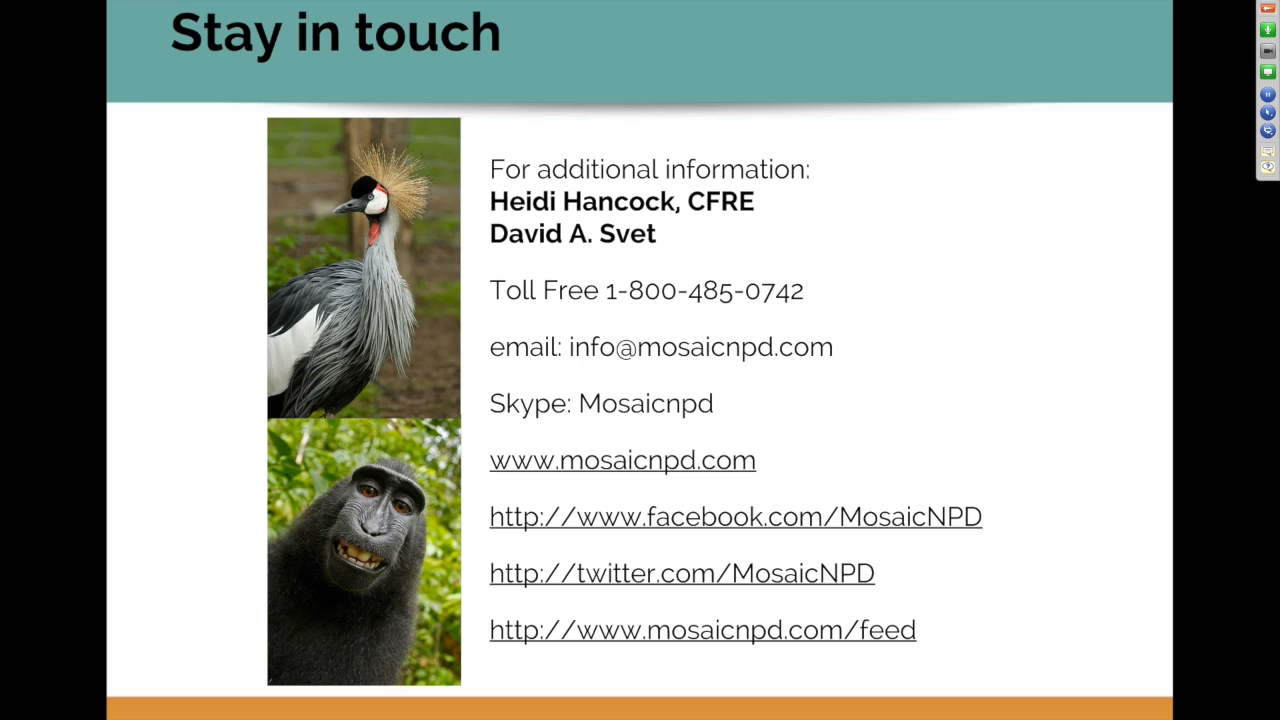 Stay in touch
For additional information:
Heidi Hancock, CFRE
David A. Svet
Toll Free 1-800-485-0742
email: info@mosaicnpd.com
Skype: Mosaicnpd
www.mosaicnpd.com
http://www.facebook.com/MosaicNPD
http://twitter.com/MosaicNPD
http://www.mosaicnpd.com/feed